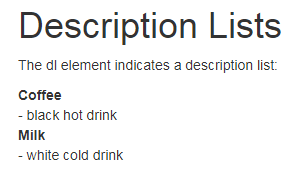 Description Lists
The dl element indicates a description list:
Coffee
- black hot drink
Milk
- white cold drink